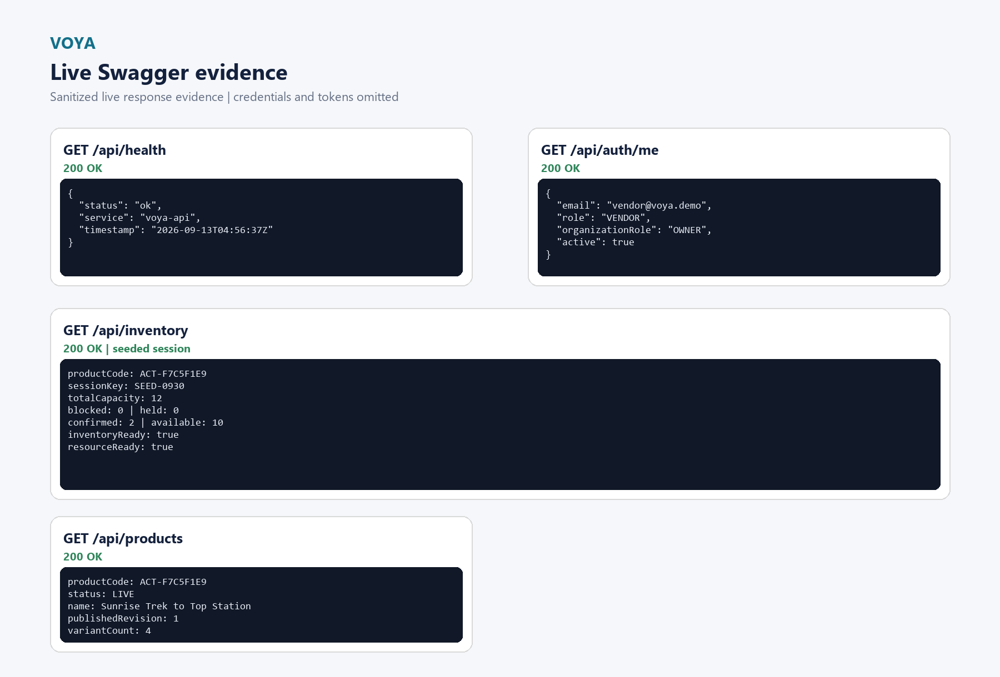 VOYA
Live Swagger evidence
Sanitized live response evidence | credentials and tokens omitted
GET /api/health
200 OK
{
  "status": "ok",
  "service": "voya-api",
  "timestamp": "2026-09-13T04:56:37Z"
}
GET /api/auth/me
200 OK
{
  "email": "vendor@voya.demo",
  "role": "VENDOR",
  "organizationRole": "OWNER",
  "active": true
}
GET /api/inventory
200 OK | seeded session
productCode: ACT-F7C5F1E9
sessionKey: SEED-0930
totalCapacity: 12
blocked: 0 | held: 0
confirmed: 2 | available: 10
inventoryReady: true
resourceReady: true
GET /api/products
200 OK
productCode: ACT-F7C5F1E9
status: LIVE
name: Sunrise Trek to Top Station
publishedRevision: 1
variantCount: 4